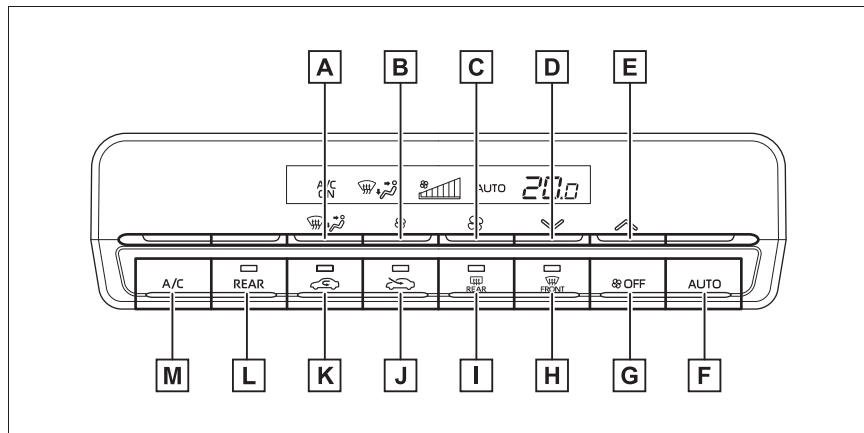 A B C D E
A/C ON AUTO 20.0
A/C REAR REAR FRONT OFF AUTO
M L K J I H G F